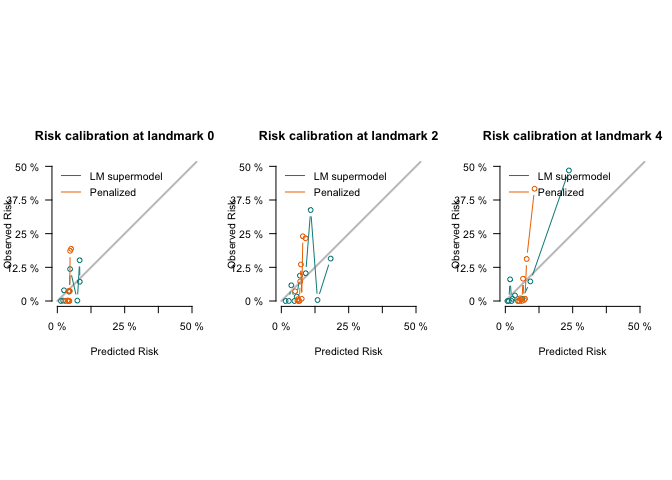 Risk calibration at landmark 0
50 %
37.5 %
25 %
12.5 %
0 %
Observed Risk
LM supermodel
Penalized
0 %
25 %
50 %
Predicted Risk
Risk calibration at landmark 2
50 %
37.5 %
25 %
12.5 %
0 %
Observed Risk
LM supermodel
Penalized
0 %
25 %
50 %
Predicted Risk
Risk calibration at landmark 4
50 %
37.5 %
25 %
12.5 %
0 %
Observed Risk
LM supermodel
Penalized
0 %
25 %
50 %
Predicted Risk